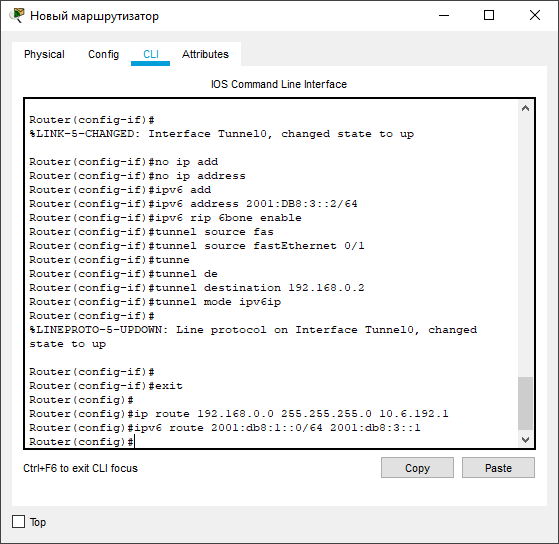 Новый маршрутизатор
Physical Config CLI Attributes
IOS Command Line Interface
Router(config-if)#
%LINK-5-CHANGED: Interface Tunnel0, changed state to up
Router(config-if)#no ip add
Router(config-if)#no ip address
Router(config-if)#ipv6 add
Router(config-if)#ipv6 address 2001:DB8:3::2/64
Router(config-if)#ipv6 rip 6bone enable
Router(config-if)#tunnel source fas
Router(config-if)#tunnel source fastEthernet 0/1
Router(config-if)#tunne
Router(config-if)#tunnel de
Router(config-if)#tunnel destination 192.168.0.2
Router(config-if)#tunnel mode ipv6ip
Router(config-if)#
%LINEPROTO-5-UPDOWN: Line protocol on Interface Tunnel0, changed
state to up
Router(config-if)#
Router(config-if)#exit
Router(config)#
Router(config)#ip route 192.168.0.0 255.255.255.0 10.6.192.1
Router(config)#ipv6 route 2001:db8:1::0/64 2001:db8:3::1
Router(config)#
Ctrl+F6 to exit CLI focus Copy Paste
Top